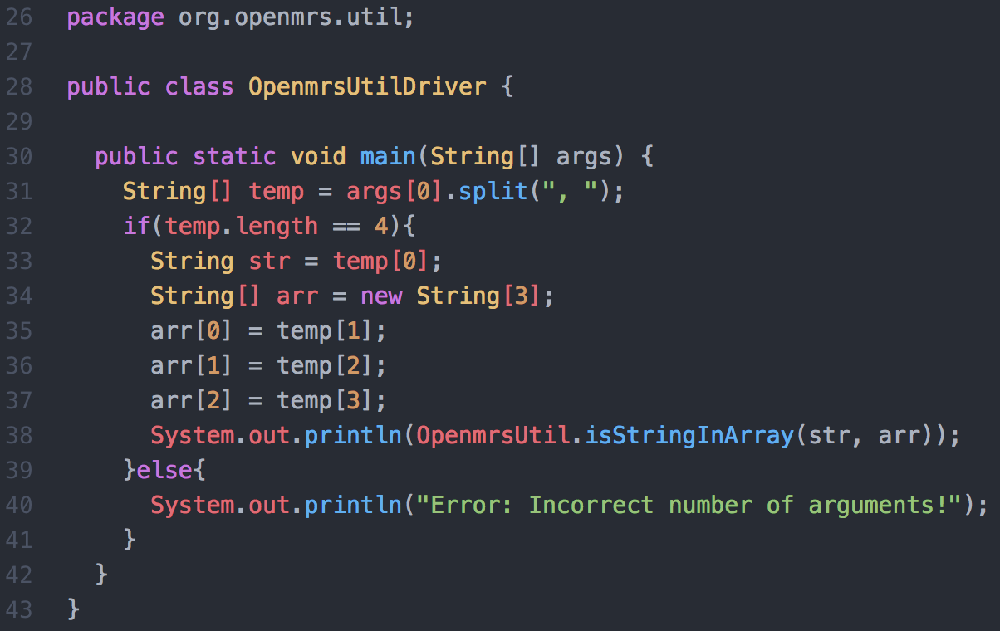 26 package org.openmrs.util;
27
28 public class OpenmrsUtilDriver {
29
30 public static void main(String[] args) {
31 String[] temp = args[0].split(", ");
32 if(temp.length == 4){
33 String str = temp[0];
34 String[] arr = new String[3];
35 arr[0] = temp[1];
36 arr[1] = temp[2];
37 arr[2] = temp[3];
38 System.out.println(OpenmrsUtil.isStringInArray(str, arr));
39 }else{
40 System.out.println("Error: Incorrect number of arguments!");
41 }
42 }
43 }